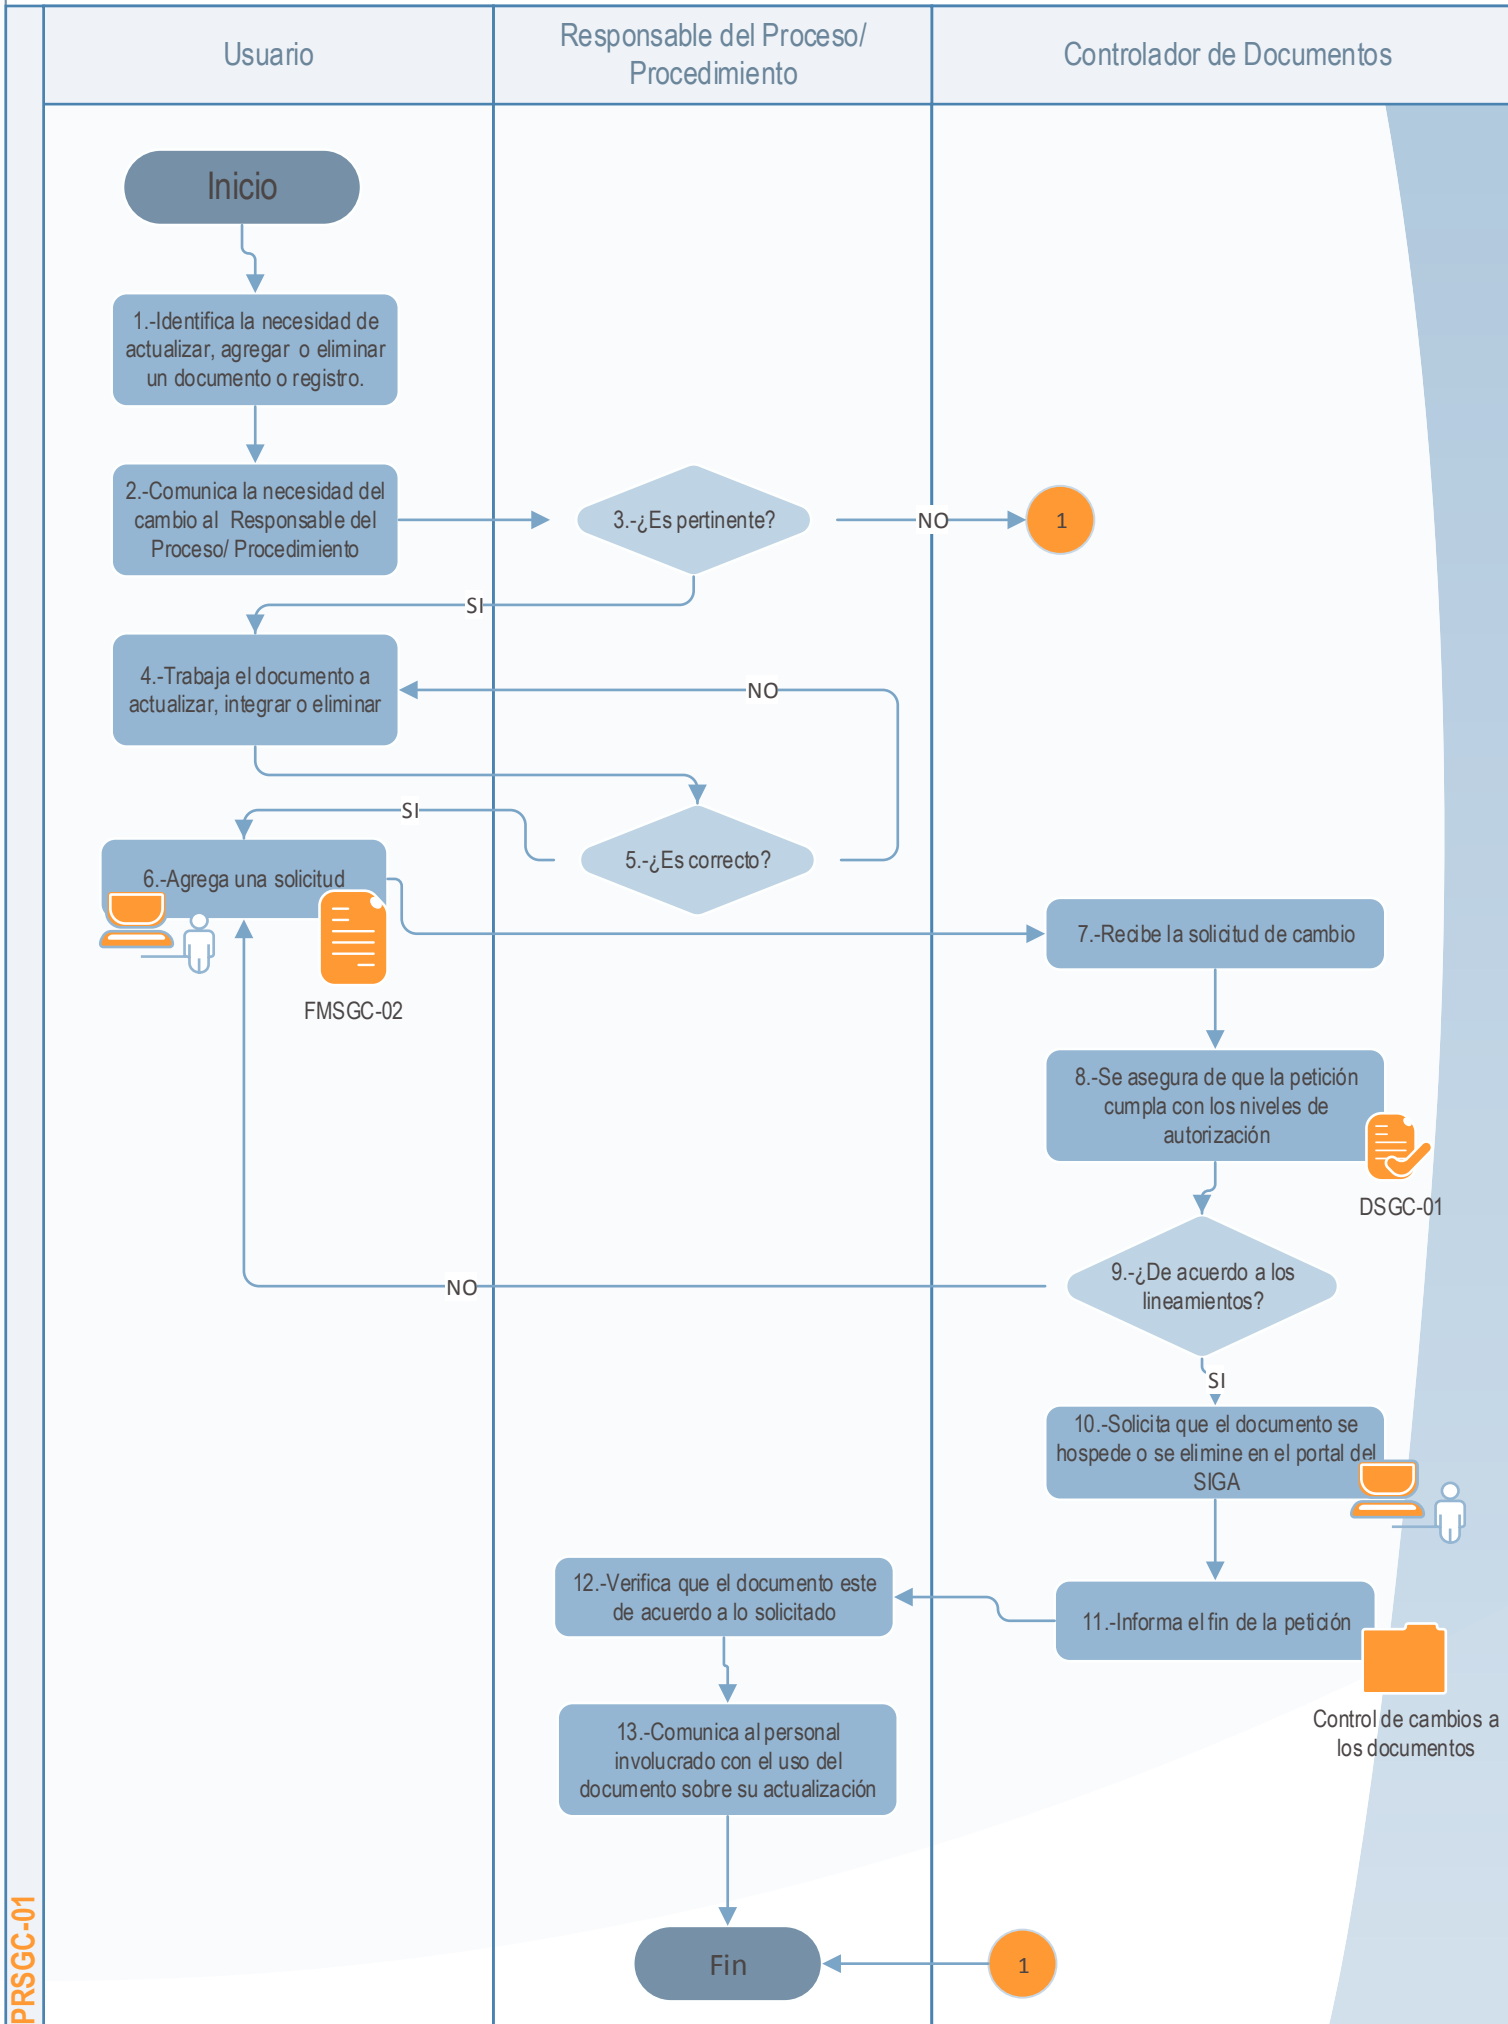 Usuario
Responsable del Proceso/
Procedimiento
Controlador de Documentos
Inicio
1.-Identifica la necesidad de
actualizar, agregar o eliminar
un documento o registro.
2.-Comunica la necesidad del
cambio al Responsable del
Proceso/ Procedimiento
3.-¿Es pertinente?
NO
1
SI
4.-Trabaja el documento a
actualizar, integrar o eliminar
NO
SI
5.-¿Es correcto?
6.-Agrega una solicitud
FMSGC-02
7.-Recibe la solicitud de cambio
8.-Se asegura de que la petición
cumpla con los niveles de
autorización
DSGC-01
9.-¿De acuerdo a los
lineamientos?
NO
SI
10.-Solicita que el documento se
hospede o se elimine en el portal del
SIGA
12.-Verifica que el documento este
de acuerdo a lo solicitado
11.-Informa el fin de la petición
Control de cambios a
los documentos
13.-Comunica al personal
involucrado con el uso del
documento sobre su actualización
Fin
1
PRSGC-01